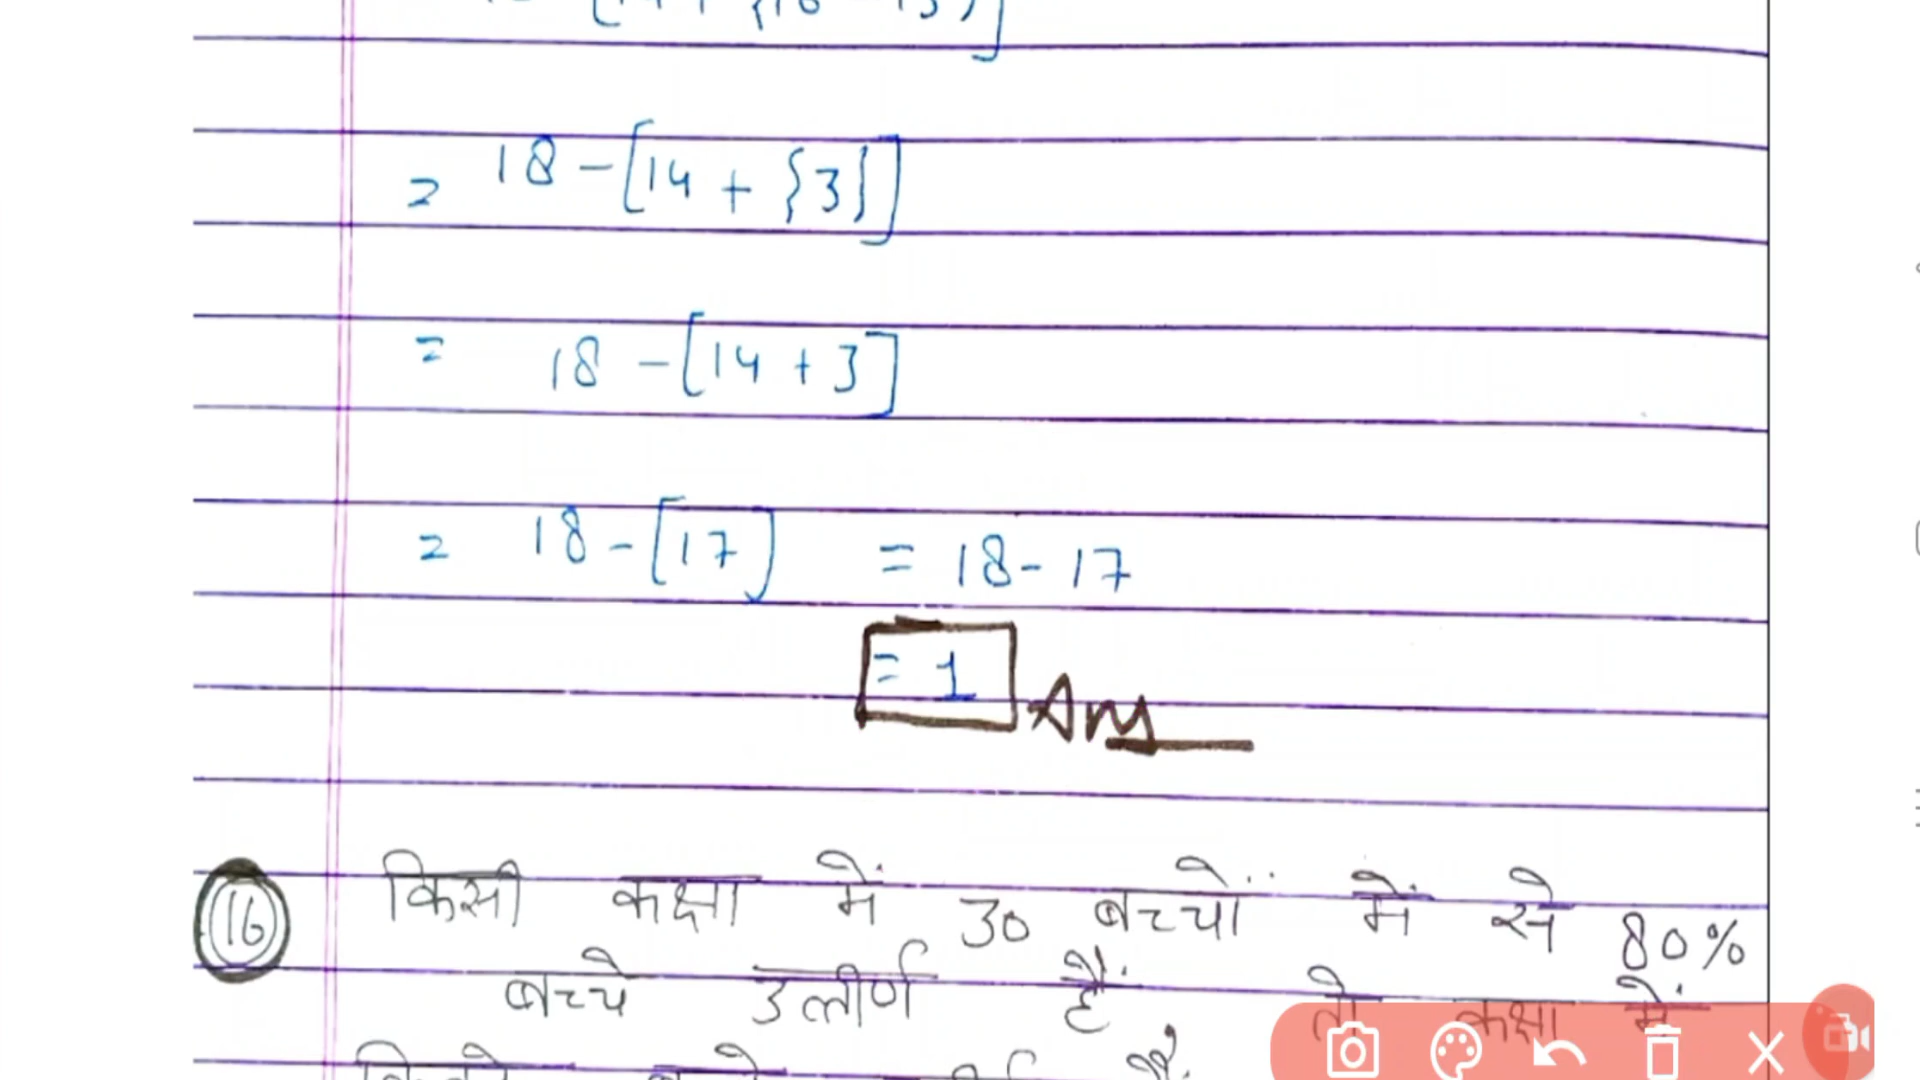 = 18 - [14 + {3}]
= 18 - [14 + 3]
= 18 - [17] = 18 - 17
= 1 Ans
(16) किसी कक्षा में 30 बच्चों में से 80%
बच्चे उत्तीर्ण हैं तो कक्षा में